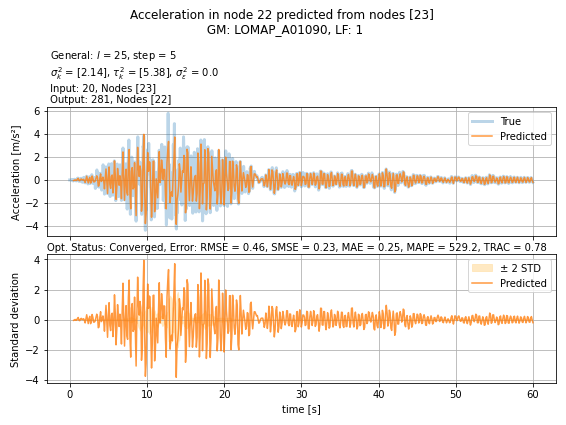 Acceleration in node 22 predicted from nodes [23]
GM: LOMAP_A01090, LF: 1
General: l = 25, step = 5
σ²ₖ = [2.14], τ²ₖ = [5.38], σ²ε = 0.0
Input: 20, Nodes [23]
Output: 281, Nodes [22]
Acceleration [m/s²]
6
4
2
0
−2
−4
True
Predicted
Opt. Status: Converged, Error: RMSE = 0.46, SMSE = 0.23, MAE = 0.25, MAPE = 529.2, TRAC = 0.78
Standard deviation
4
2
0
−2
−4
± 2 STD
Predicted
0 10 20 30 40 50 60
time [s]